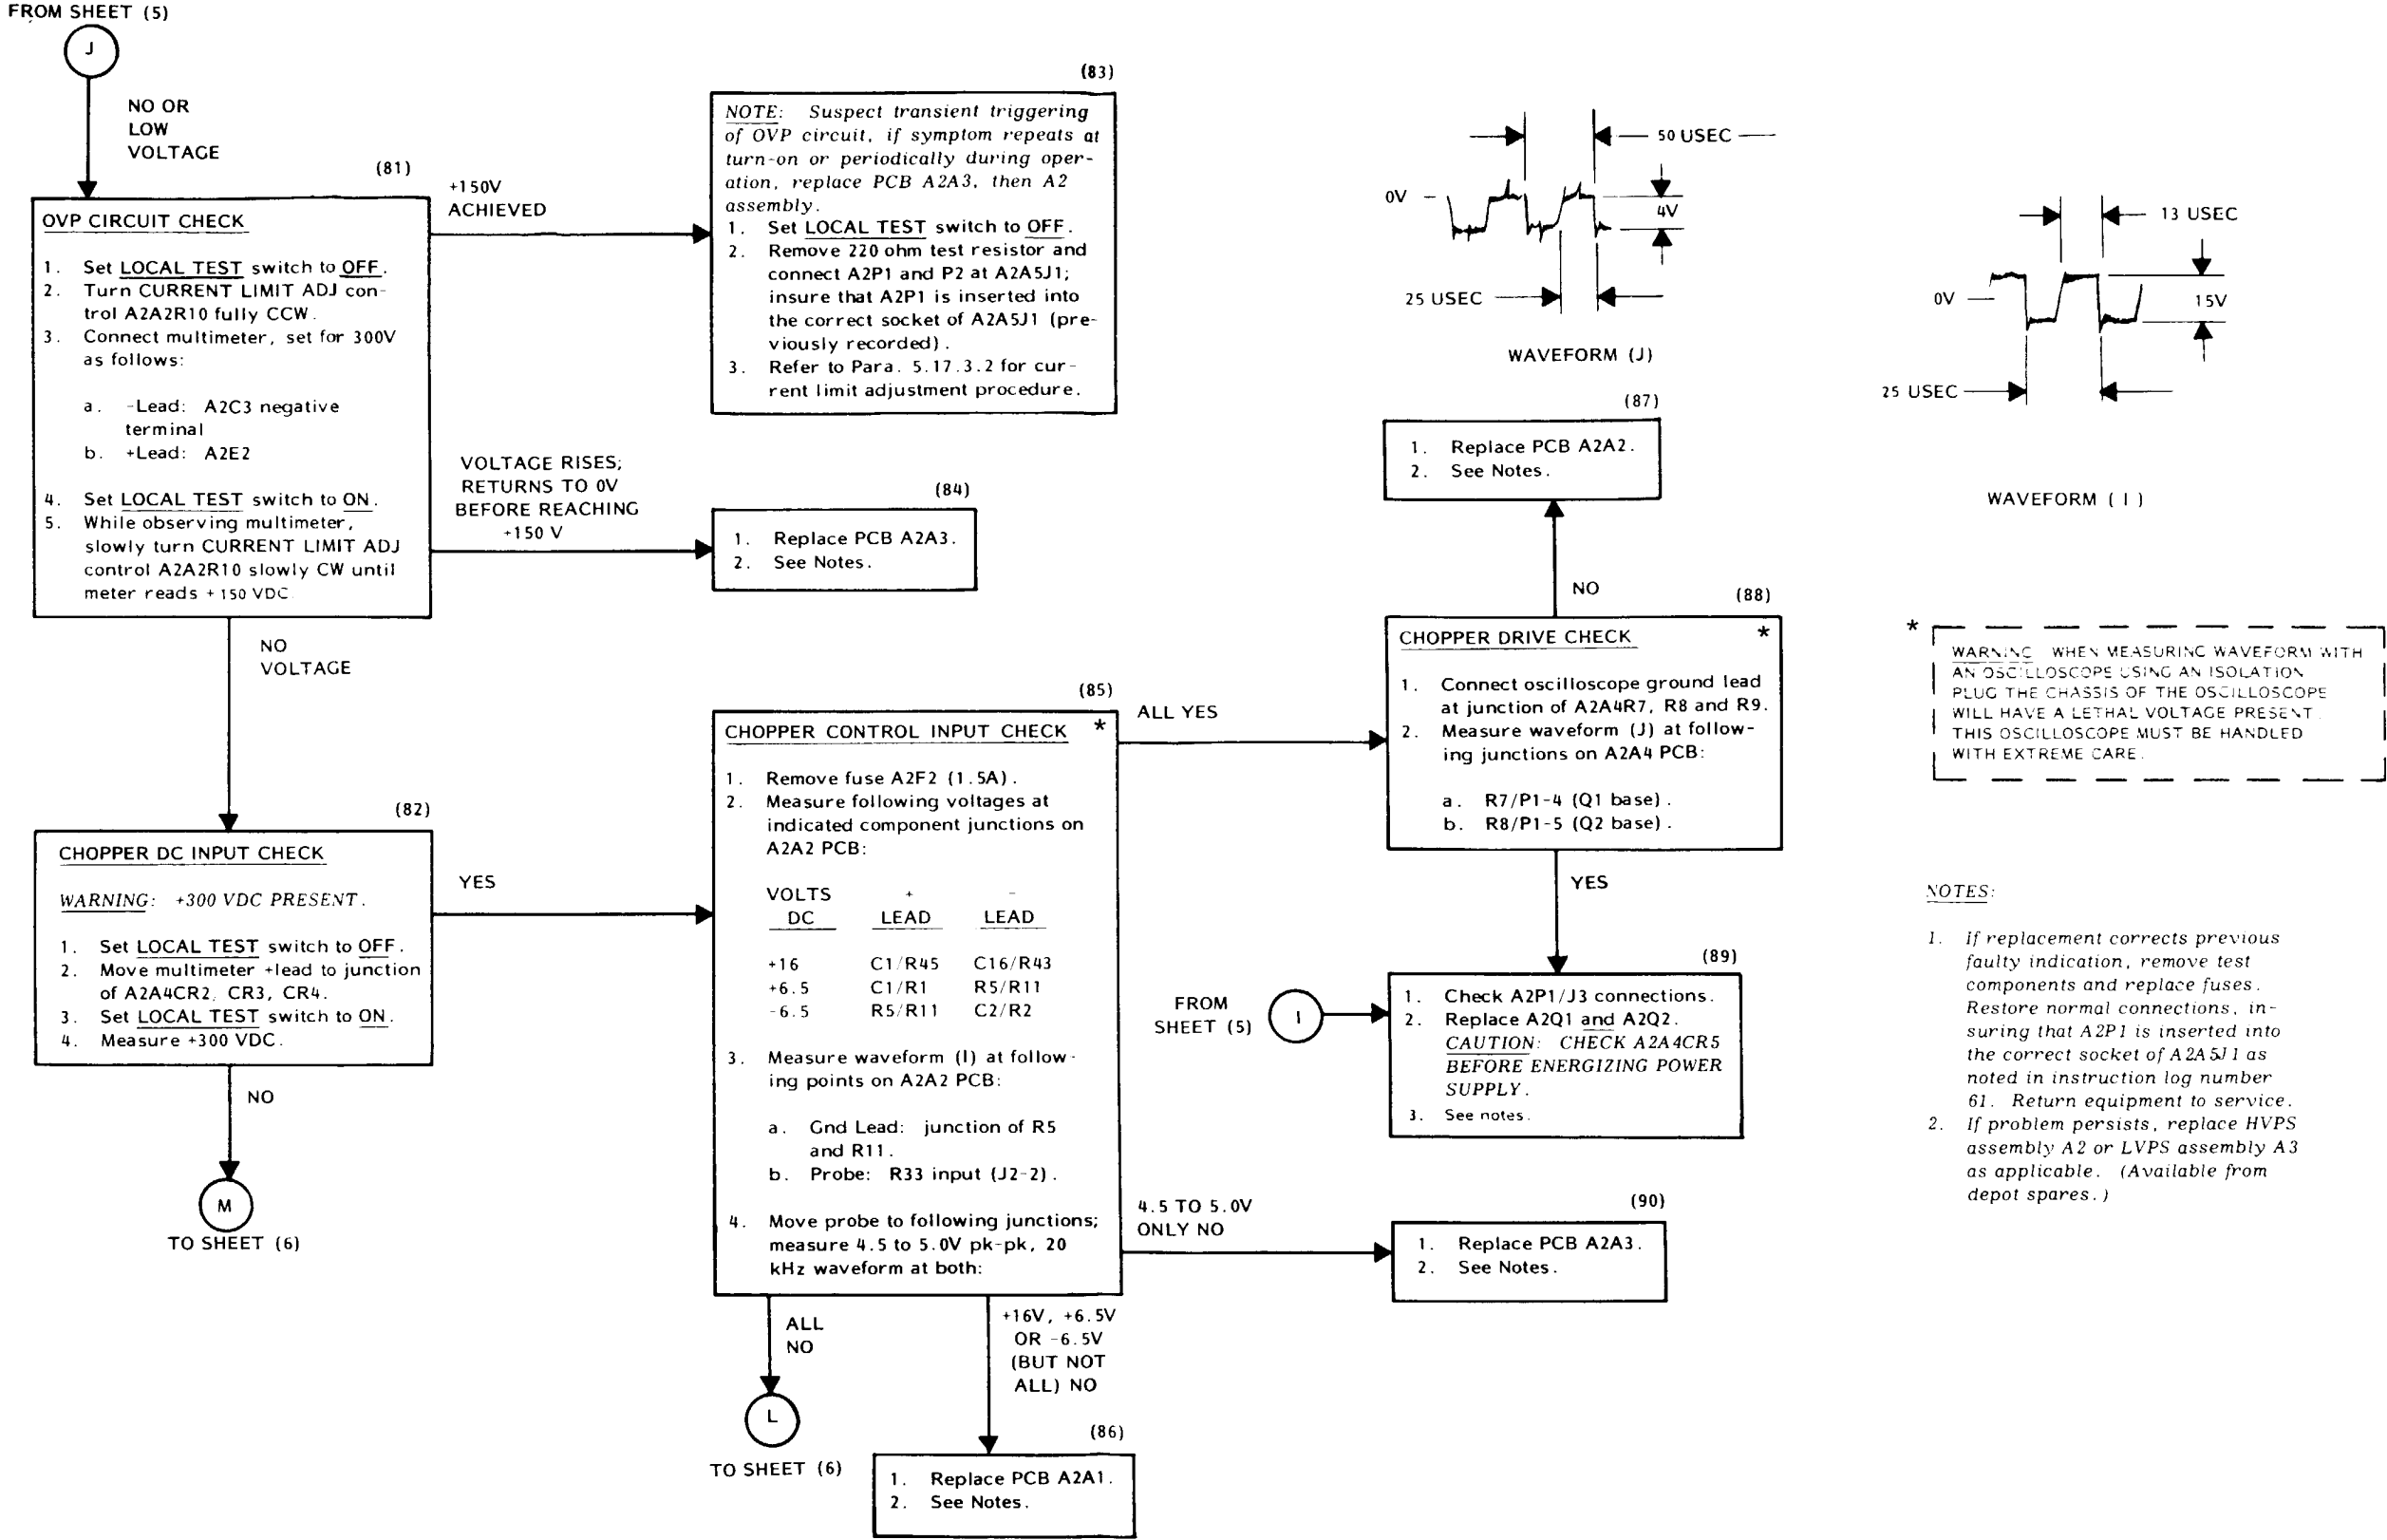 FROM SHEET (5)
J
NO OR
LOW
VOLTAGE
(81)
OVP CIRCUIT CHECK
1. Set LOCAL TEST switch to OFF.
2. Turn CURRENT LIMIT ADJ con-
trol A2A2R10 fully CCW.
3. Connect multimeter, set for 300V
as follows:
a. -Lead: A2C3 negative
terminal
b. +Lead: A2E2
4. Set LOCAL TEST switch to ON.
5. While observing multimeter,
slowly turn CURRENT LIMIT ADJ
control A2A2R10 slowly CW until
meter reads + 150 VDC.
+150V
ACHIEVED
(83)
NOTE: Suspect transient triggering
of OVP circuit, if symptom repeats at
turn-on or periodically during oper-
ation, replace PCB A2A3, then A2
assembly.
1. Set LOCAL TEST switch to OFF.
2. Remove 220 ohm test resistor and
connect A2P1 and P2 at A2A5J1;
insure that A2P1 is inserted into
the correct socket of A2A5J1 (pre-
viously recorded).
3. Refer to Para. 5.17.3.2 for cur-
rent limit adjustment procedure.
VOLTAGE RISES;
RETURNS TO 0V
BEFORE REACHING
+150 V
(84)
1. Replace PCB A2A3.
2. See Notes.
NO
VOLTAGE
(82)
CHOPPER DC INPUT CHECK
WARNING: +300 VDC PRESENT.
1. Set LOCAL TEST switch to OFF.
2. Move multimeter +lead to junction
of A2A4CR2, CR3, CR4.
3. Set LOCAL TEST switch to ON.
4. Measure +300 VDC.
NO
M
TO SHEET (6)
YES
(85)
CHOPPER CONTROL INPUT CHECK *
1. Remove fuse A2F2 (1.5A).
2. Measure following voltages at
indicated component junctions on
A2A2 PCB:
VOLTS + -
DC LEAD LEAD
+16 C1/R45 C16/R43
+6.5 C1/R1 R5/R11
-6.5 R5/R11 C2/R2
3. Measure waveform (I) at follow-
ing points on A2A2 PCB:
a. Gnd Lead: junction of R5
and R11.
b. Probe: R33 input (J2-2).
4. Move probe to following junctions;
measure 4.5 to 5.0V pk-pk, 20
kHz waveform at both:
ALL
NO
L
TO SHEET (6)
+16V, +6.5V
OR -6.5V
(BUT NOT
ALL) NO
(86)
1. Replace PCB A2A1.
2. See Notes.
ALL YES
4.5 TO 5.0V
ONLY NO
(90)
1. Replace PCB A2A3.
2. See Notes.
50 USEC
0V
4V
25 USEC
WAVEFORM (J)
(87)
1. Replace PCB A2A2.
2. See Notes.
NO
(88)
CHOPPER DRIVE CHECK *
1. Connect oscilloscope ground lead
at junction of A2A4R7, R8 and R9.
2. Measure waveform (J) at follow-
ing junctions on A2A4 PCB:
a. R7/P1-4 (Q1 base).
b. R8/P1-5 (Q2 base).
YES
(89)
FROM
SHEET (5)
I
1. Check A2P1/J3 connections.
2. Replace A2Q1 and A2Q2.
CAUTION: CHECK A2A4CR5
BEFORE ENERGIZING POWER
SUPPLY.
3. See notes.
13 USEC
0V
15V
25 USEC
WAVEFORM (I)
*
WARNING WHEN MEASURING WAVEFORM WITH
AN OSCILLOSCOPE USING AN ISOLATION
PLUG THE CHASSIS OF THE OSCILLOSCOPE
WILL HAVE A LETHAL VOLTAGE PRESENT.
THIS OSCILLOSCOPE MUST BE HANDLED
WITH EXTREME CARE.
NOTES:
1. If replacement corrects previous
faulty indication, remove test
components and replace fuses.
Restore normal connections, in-
suring that A2P1 is inserted into
the correct socket of A2A5J1 as
noted in instruction log number
61. Return equipment to service.
2. If problem persists, replace HVPS
assembly A2 or LVPS assembly A3
as applicable. (Available from
depot spares.)